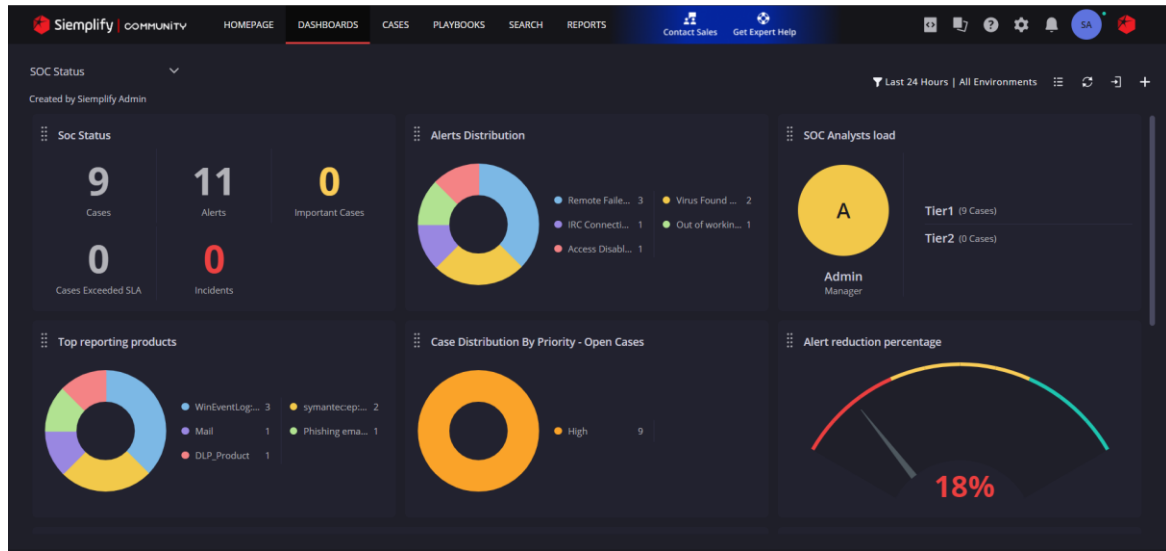 Siemplify | COMMUNITY
HOMEPAGE DASHBOARDS CASES PLAYBOOKS SEARCH REPORTS
Contact Sales Get Expert Help
SA
SOC Status
Created by Siemplify Admin
Last 24 Hours | All Environments
Soc Status
9
Cases
11
Alerts
0
Important Cases
0
Cases Exceeded SLA
0
Incidents
Alerts Distribution
Remote Faile... 3
Virus Found ... 2
IRC Connecti... 1
Out of workin... 1
Access Disabl... 1
SOC Analysts load
A
Admin
Manager
Tier1 (9 Cases)
Tier2 (0 Cases)
Top reporting products
WinEventLog:... 3
symantec:ep:... 2
Mail 1
Phishing ema... 1
DLP_Product 1
Case Distribution By Priority - Open Cases
High 9
Alert reduction percentage
18%